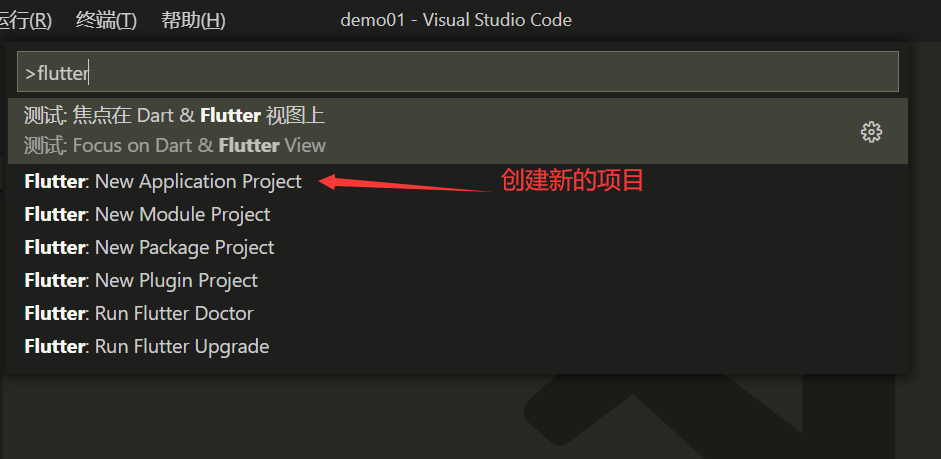 运行(R) 终端(T) 帮助(H) demo01 - Visual Studio Code
>flutter
测试: 焦点在 Dart & Flutter 视图上
测试: Focus on Dart & Flutter View
Flutter: New Application Project 创建新的项目
Flutter: New Module Project
Flutter: New Package Project
Flutter: New Plugin Project
Flutter: Run Flutter Doctor
Flutter: Run Flutter Upgrade